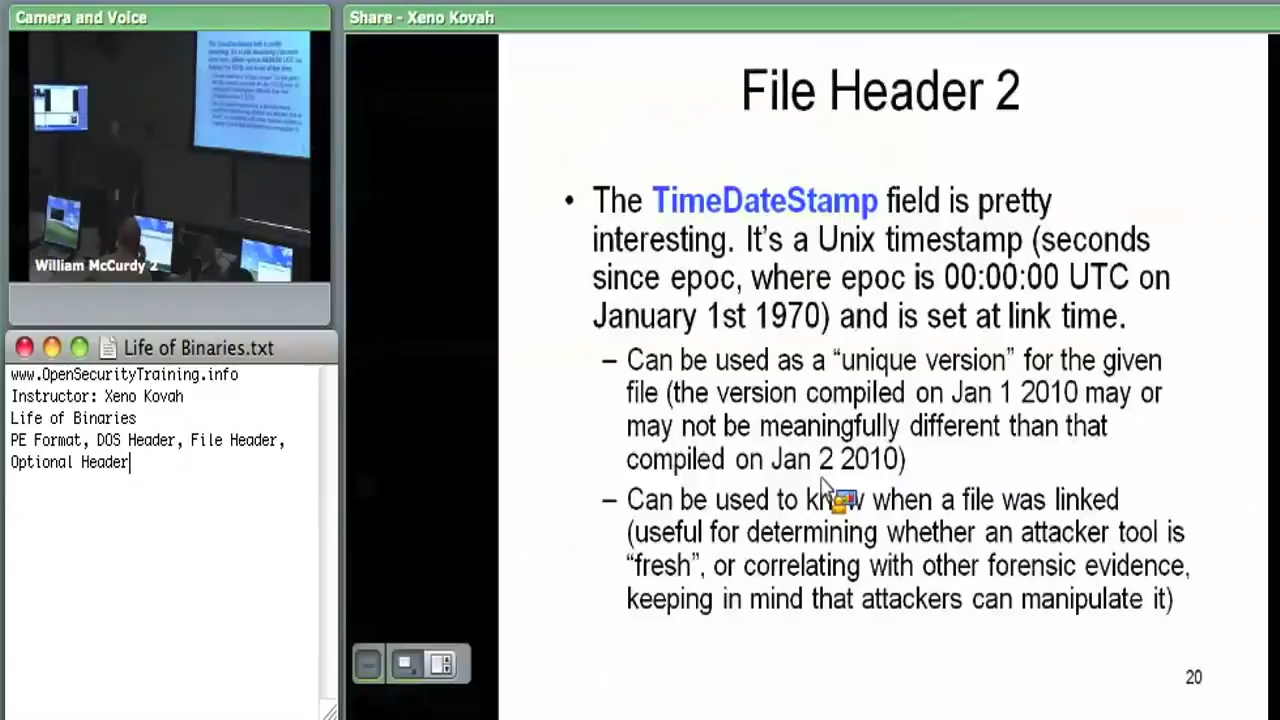 Camera and Voice
William McCurdy 2
Life of Binaries.txt
www.OpenSecurityTraining.info
Instructor: Xeno Kovah
Life of Binaries
PE Format, DOS Header, File Header,
Optional Header
Share - Xeno Kovah
File Header 2
• The TimeDateStamp field is pretty
interesting. It's a Unix timestamp (seconds
since epoc, where epoc is 00:00:00 UTC on
January 1st 1970) and is set at link time.
– Can be used as a “unique version” for the given
file (the version compiled on Jan 1 2010 may or
may not be meaningfully different than that
compiled on Jan 2 2010)
– Can be used to know when a file was linked
(useful for determining whether an attacker tool is
“fresh”, or correlating with other forensic evidence,
keeping in mind that attackers can manipulate it)
20